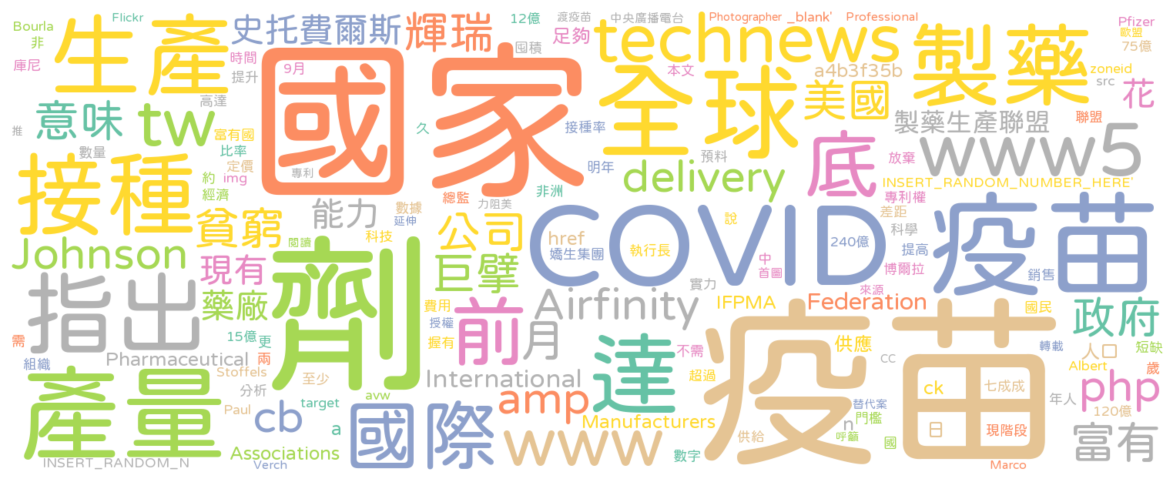 Bourla
Flickr
非
庫尼
生產
時間
提升
史托費爾斯
輝瑞
12億
囤積
渡疫苗
足夠
中央廣播電台
Photographer
_blank'
Professional
technews
製藥
Pfizer
歐盟
75億
zoneid
src
花
國家
9月
專利
全球
本文
a4b3f35b
美國
意味
tw
高達
富有國
比率
定價
推
數量
約
img
經濟
久
接種率
明年
預料
底
製藥生產聯盟
聯盟
放棄
www5
接種
貧窮
能力
總監
數據
延伸
力阻美
非洲
delivery
INSERT_RANDOM_NUMBER_HERE'
專利權
差距
科學
說
公司
COVID
疫苗
240億
提高
銷售
博爾拉
Johnson
現有
閱讀
科技
href
嬌生集團
執行長
中
首圖
來源
巨擘
劑
指出
藥廠
15億
更
費用
授權
握有
前
月
Airfinity
實力
IFPMA
Federation
國民
轉載
政府
需
組織
Pharmaceutical
兩
Stoffels
分析
至少
International
達
不需
超過
疫苗
供應
cc
人口
Albert
短缺
歲
產量
Paul
target
avw
cb
a
國際
amp
www
Manufacturers
數字
供給
替代案
門檻
n
呼籲
國
ck
七成成
日
現階段
年人
120億
php
富有
INSERT_RANDOM_N
Associations
Verch
Marco